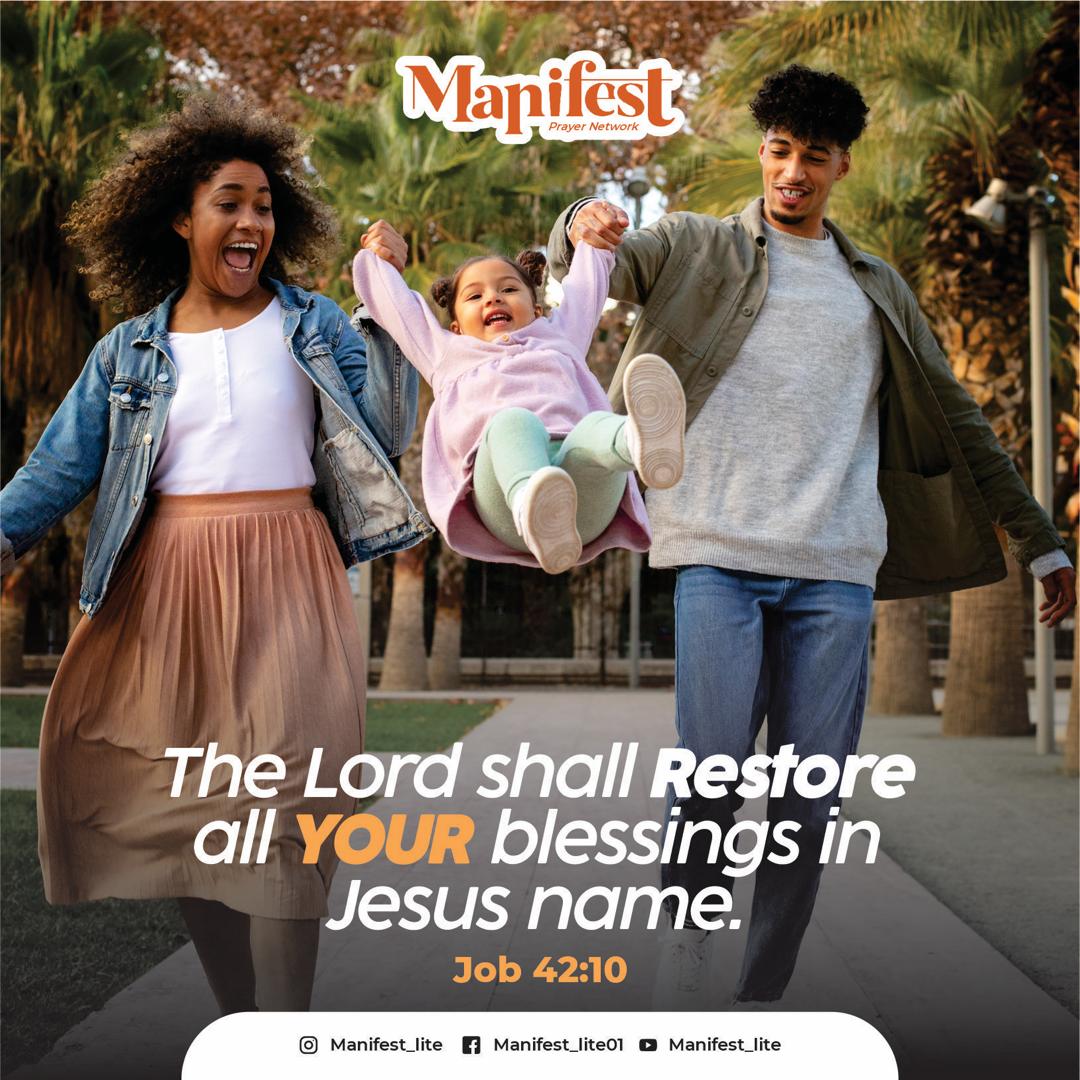 Manifest
Prayer Network
The Lord shall Restore
all YOUR blessings in
Jesus name.
Job 42:10
Manifest_lite Manifest_lite01 Manifest_lite